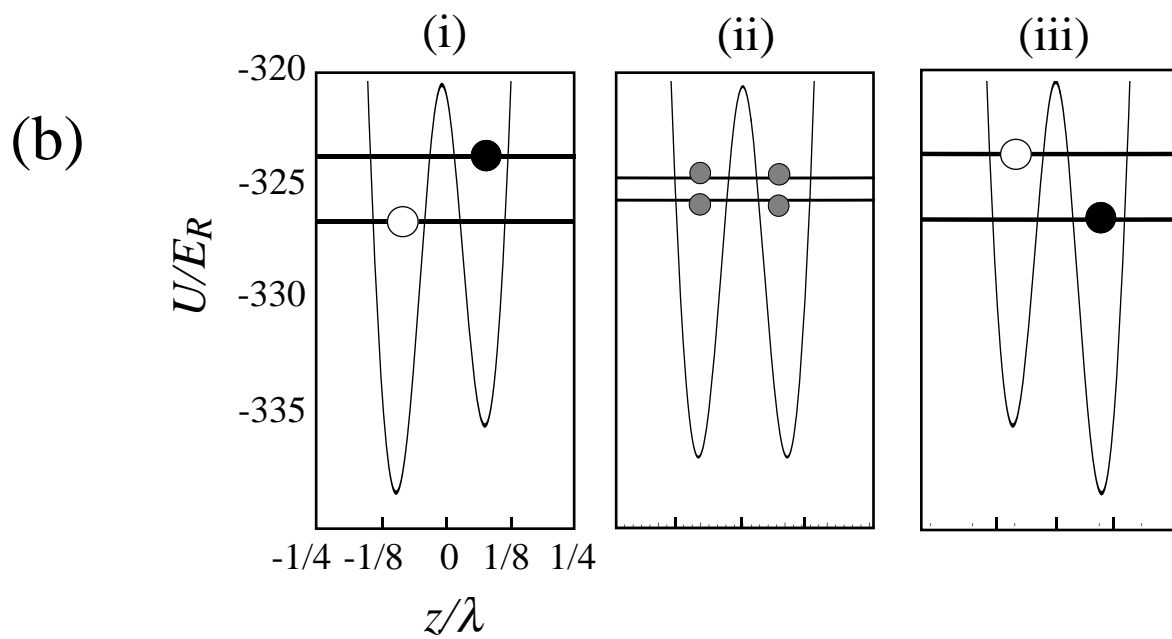 (i) (ii) (iii)
(b)
-320
-325
-330
-335
U/E_R
-1/4 -1/8 0 1/8 1/4
z/λ